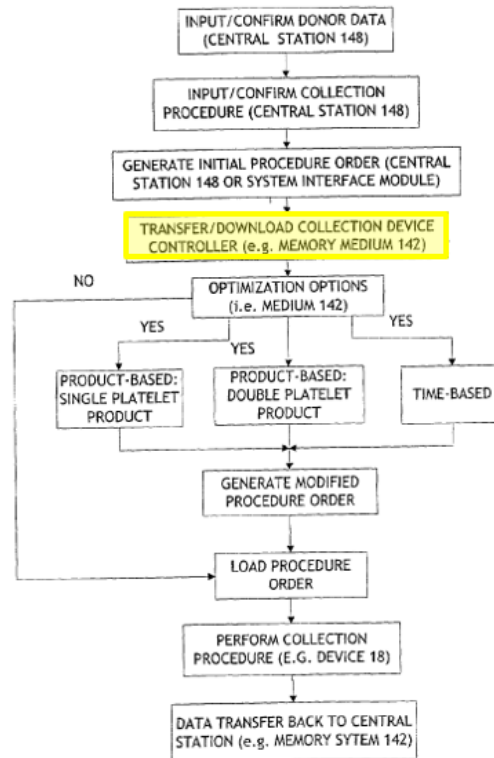 INPUT/CONFIRM DONOR DATA
(CENTRAL STATION 148)
INPUT/CONFIRM COLLECTION
PROCEDURE (CENTRAL STATION 148)
GENERATE INITIAL PROCEDURE ORDER (CENTRAL
STATION 148 OR SYSTEM INTERFACE MODULE)
TRANSFER/DOWNLOAD COLLECTION DEVICE
CONTROLLER (e.g. MEMORY MEDIUM 142)
NO
OPTIMIZATION OPTIONS
(i.e. MEDIUM 142)
YES
YES
YES
PRODUCT-BASED:
SINGLE PLATELET
PRODUCT
PRODUCT-BASED:
DOUBLE PLATELET
PRODUCT
TIME-BASED
GENERATE MODIFIED
PROCEDURE ORDER
LOAD PROCEDURE
ORDER
PERFORM COLLECTION
PROCEDURE (E.G. DEVICE 18)
DATA TRANSFER BACK TO CENTRAL
STATION (e.g. MEMORY SYTEM 142)